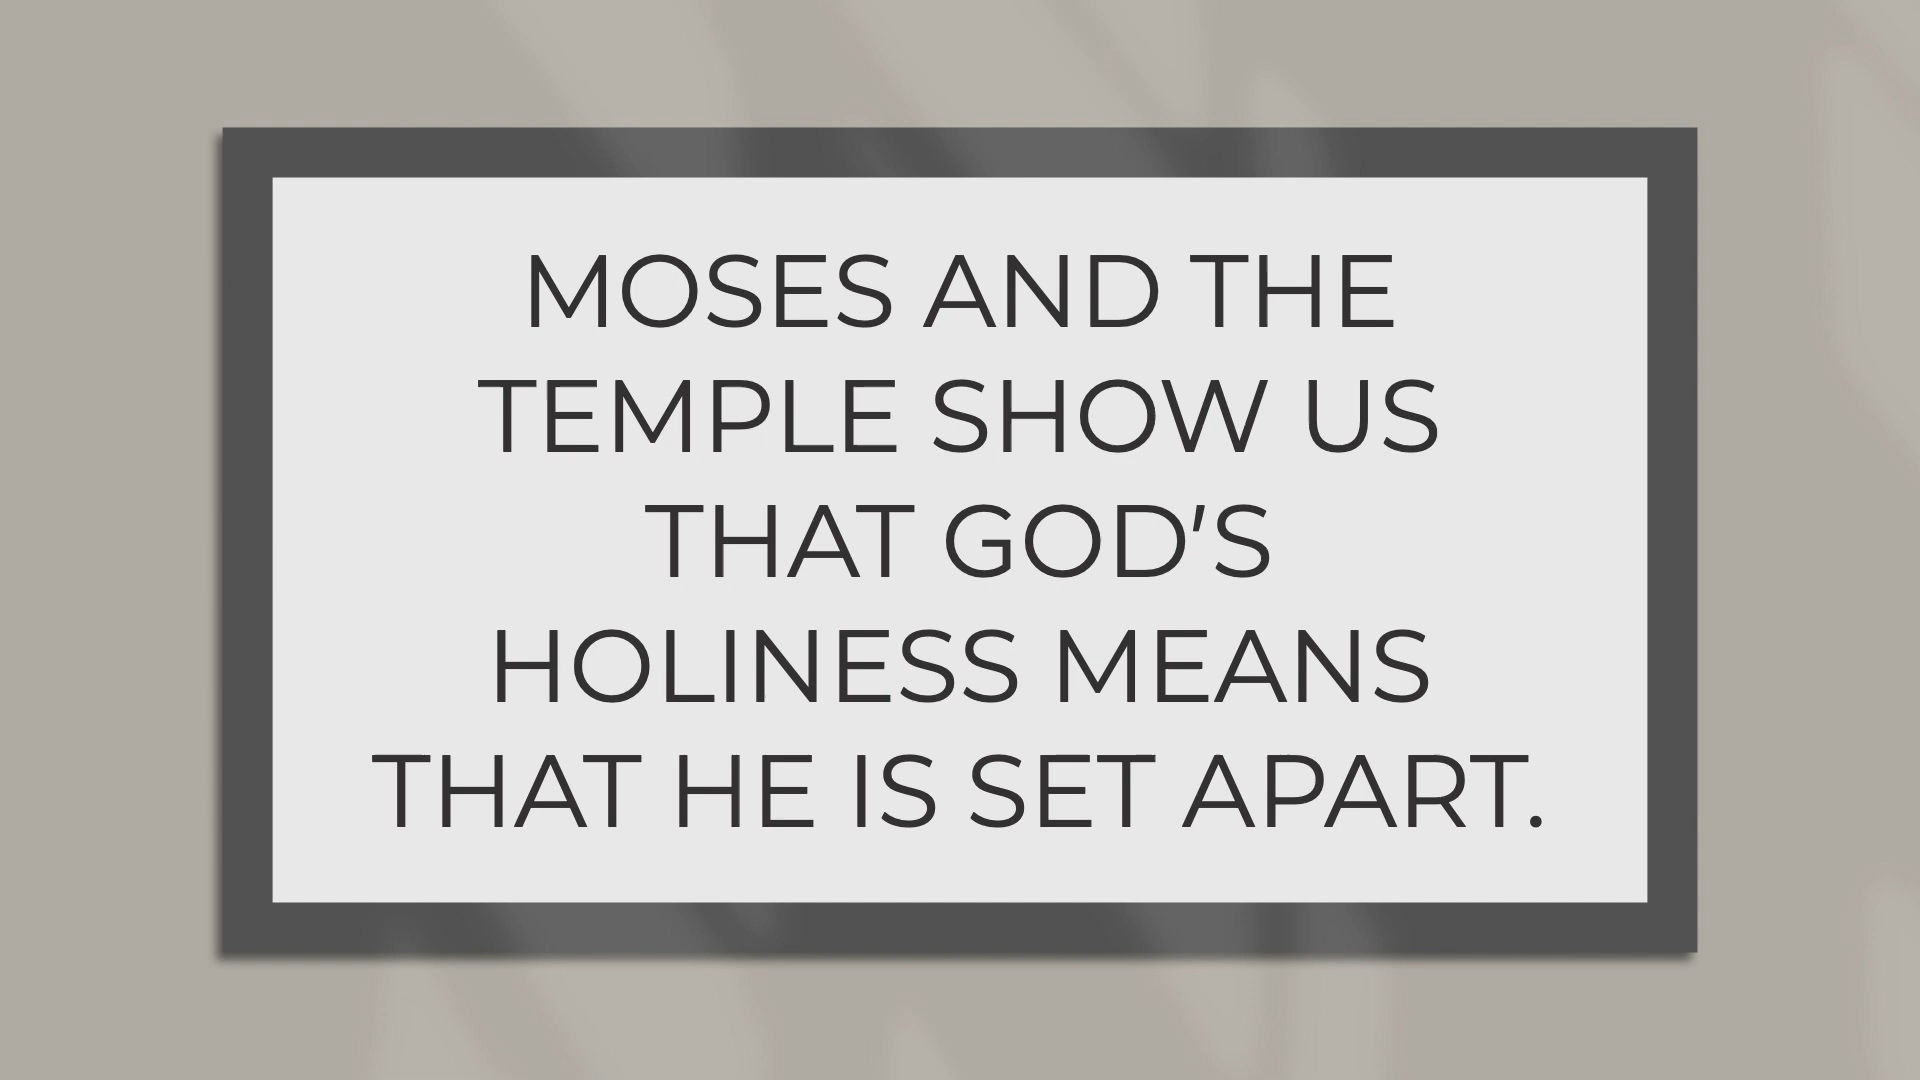 MOSES AND THE
TEMPLE SHOW US
THAT GOD'S
HOLINESS MEANS
THAT HE IS SET APART.